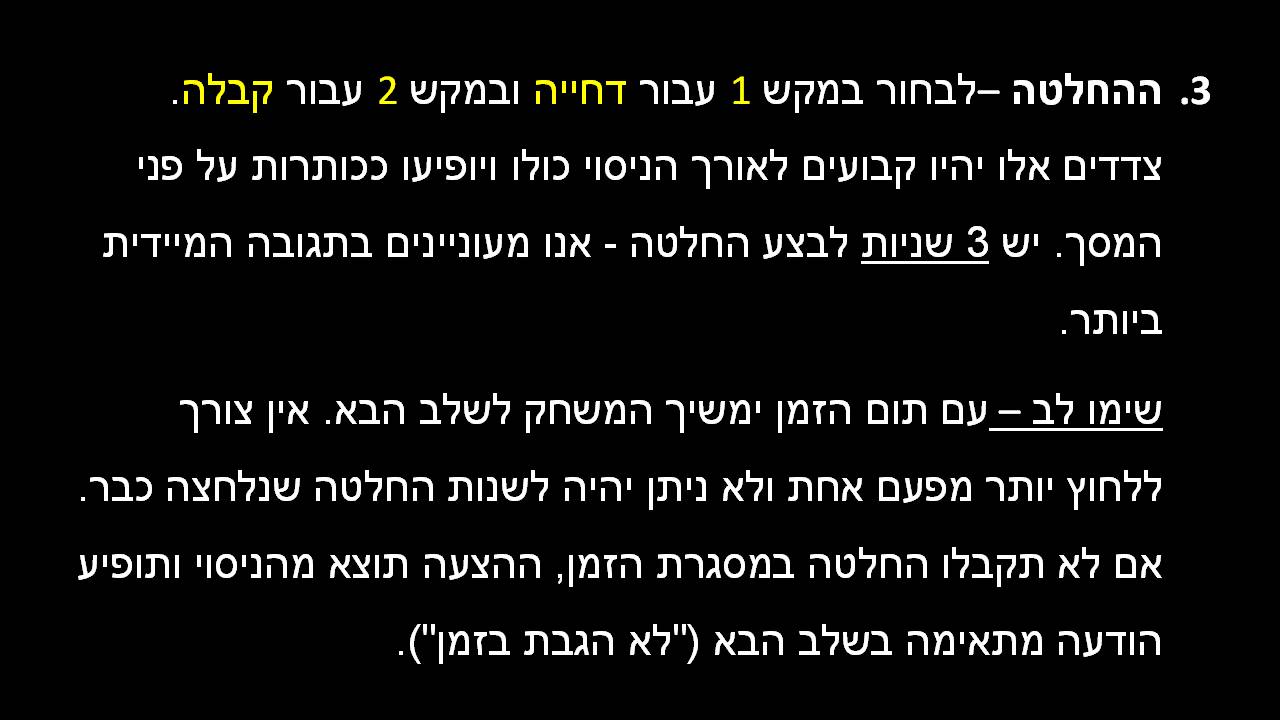 3. ההחלטה –לבחור במקש 1 עבור דחייה ובמקש 2 עבור קבלה.
צדדים אלו יהיו קבועים לאורך הניסוי כולו ויופיעו ככותרות על פני
המסך. יש 3 שניות לבצע החלטה - אנו מעוניינים בתגובה המיידית
ביותר.
שימו לב – עם תום הזמן ימשיך המשחק לשלב הבא. אין צורך
ללחוץ יותר מפעם אחת ולא ניתן יהיה לשנות החלטה שנלחצה כבר.
אם לא תקבלו החלטה במסגרת הזמן, ההצעה תוצא מהניסוי ותופיע
הודעה מתאימה בשלב הבא ("לא הגבת בזמן").